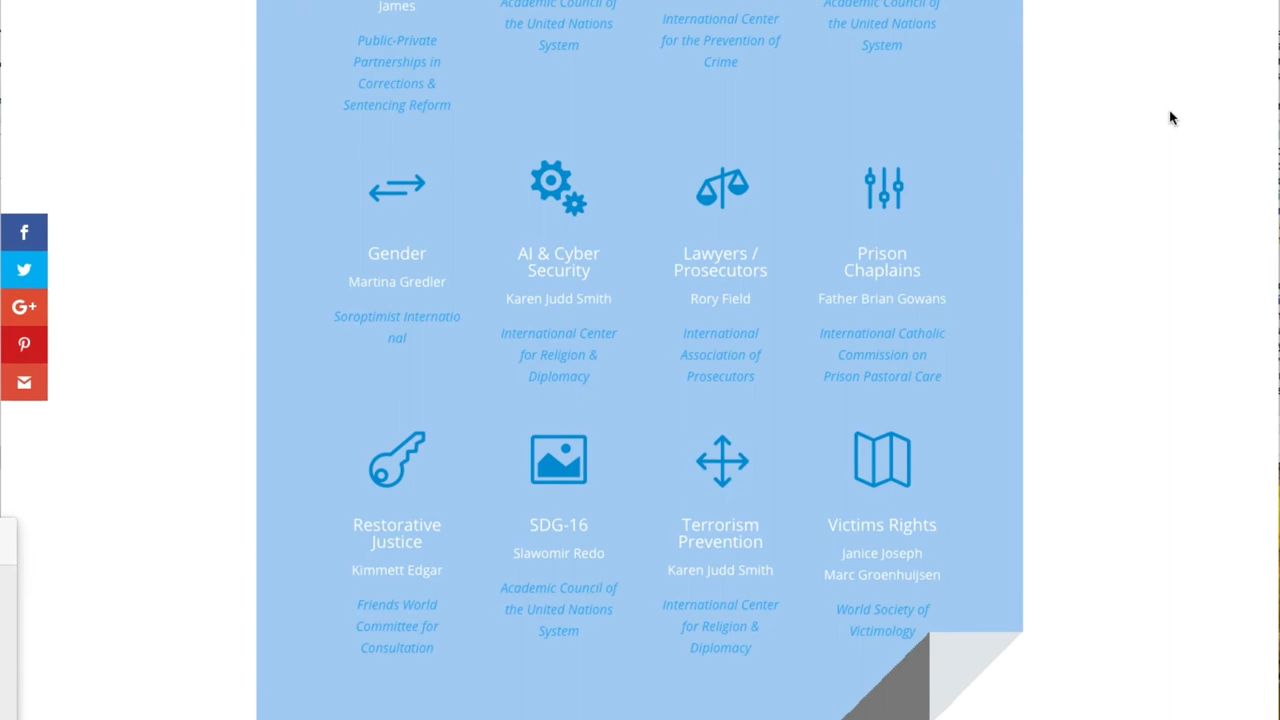 James
Public-Private
Partnerships in
Corrections &
Sentencing Reform
Academic Council of
the United Nations
System
International Center
for the Prevention of
Crime
Academic Council of
the United Nations
System
Gender
Martina Gredler
Soroptimist Internatio
nal
AI & Cyber
Security
Karen Judd Smith
International Center
for Religion &
Diplomacy
Lawyers /
Prosecutors
Rory Field
International
Association of
Prosecutors
Prison
Chaplains
Father Brian Gowans
International Catholic
Commission on
Prison Pastoral Care
Restorative
Justice
Kimmett Edgar
Friends World
Committee for
Consultation
SDG-16
Slawomir Redo
Academic Council of
the United Nations
System
Terrorism
Prevention
Karen Judd Smith
International Center
for Religion &
Diplomacy
Victims Rights
Janice Joseph
Marc Groenhuijsen
World Society of
Victimology
f
G+